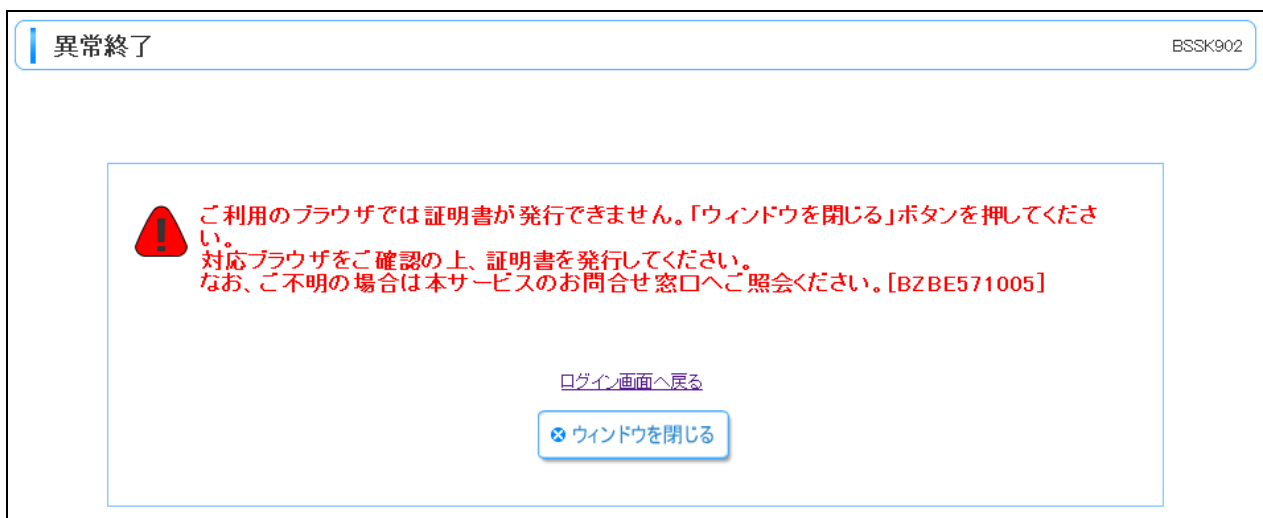 異常終了
BSSK902
ご利用のブラウザでは証明書が発行できません。「ウィンドウを閉じる」ボタンを押してくださ
い。
対応ブラウザをご確認の上、証明書を発行してください。
なお、ご不明の場合は本サービスのお問合せ窓口へご照会ください。[BZBE571005]
ログイン画面へ戻る
ウィンドウを閉じる